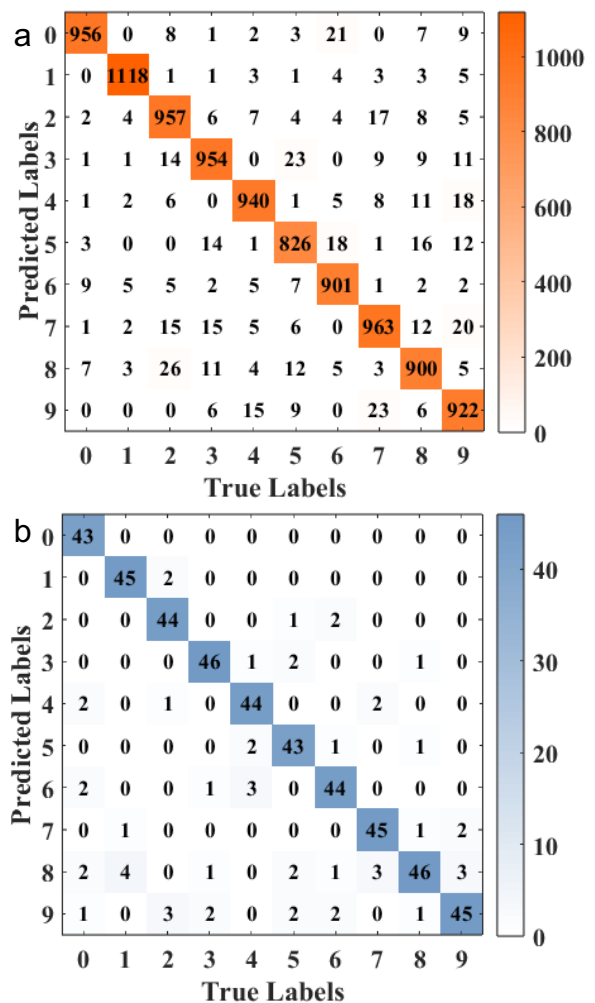 a
Predicted Labels
0 956 0 8 1 2 3 21 0 7 9
1 0 1118 1 1 3 1 4 3 3 5
2 2 4 957 6 7 4 4 17 8 5
3 1 1 14 954 0 23 0 9 9 11
4 1 2 6 0 940 1 5 8 11 18
5 3 0 0 14 1 826 18 1 16 12
6 9 5 5 2 5 7 901 1 2 2
7 1 2 15 15 5 6 0 963 12 20
8 7 3 26 11 4 12 5 3 900 5
9 0 0 0 6 15 9 0 23 6 922
0 1 2 3 4 5 6 7 8 9
True Labels
1000
800
600
400
200
0
b
Predicted Labels
0 43 0 0 0 0 0 0 0 0 0
1 0 45 2 0 0 0 0 0 0 0
2 0 0 44 0 0 1 2 0 0 0
3 0 0 0 46 1 2 0 0 1 0
4 2 0 1 0 44 0 0 2 0 0
5 0 0 0 0 2 43 1 0 1 0
6 2 0 0 1 3 0 44 0 0 0
7 0 1 0 0 0 0 0 45 1 2
8 2 4 0 1 0 2 1 3 46 3
9 1 0 3 2 0 2 2 0 1 45
0 1 2 3 4 5 6 7 8 9
True Labels
40
30
20
10
0